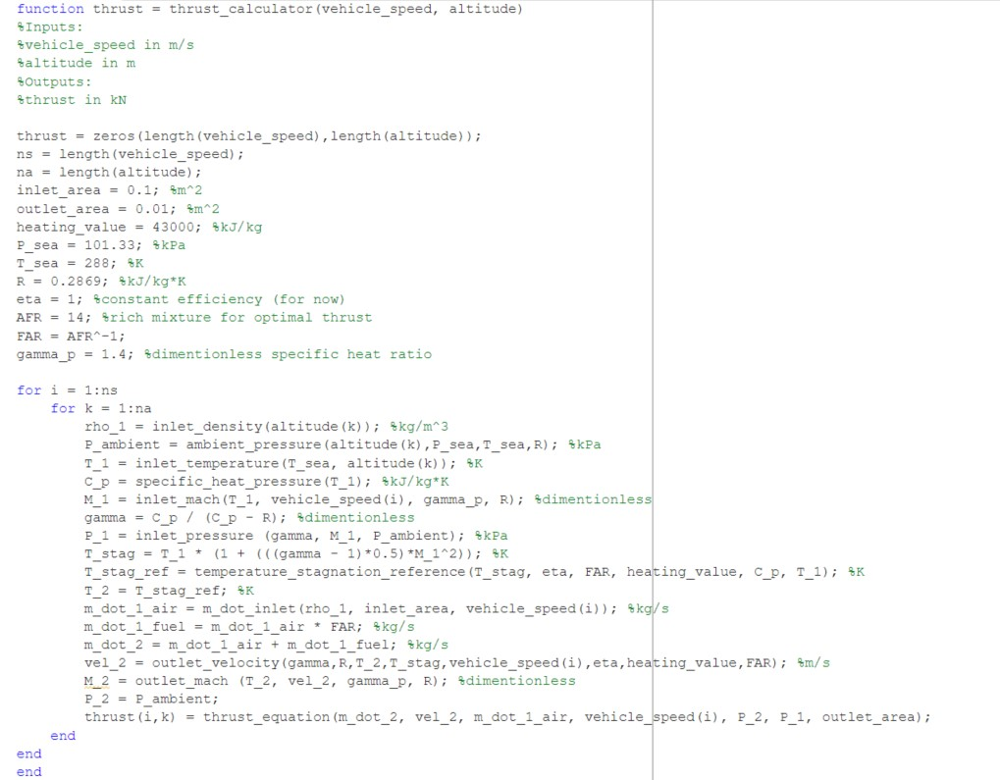 function thrust = thrust_calculator(vehicle_speed, altitude)
%Inputs:
%vehicle_speed in m/s
%altitude in m
%Outputs:
%thrust in kN
thrust = zeros(length(vehicle_speed),length(altitude));
ns = length(vehicle_speed);
na = length(altitude);
inlet_area = 0.1; %m^2
outlet_area = 0.01; %m^2
heating_value = 43000; %kJ/kg
P_sea = 101.33; %kPa
T_sea = 288; %K
R = 0.2869; %kJ/kg*K
eta = 1; %constant efficiency (for now)
AFR = 14; %rich mixture for optimal thrust
FAR = AFR^-1;
gamma_p = 1.4; %dimentionless specific heat ratio
for i = 1:ns
    for k = 1:na
        rho_1 = inlet_density(altitude(k)); %kg/m^3
        P_ambient = ambient_pressure(altitude(k),P_sea,T_sea,R); %kPa
        T_1 = inlet_temperature(T_sea, altitude(k)); %K
        C_p = specific_heat_pressure(T_1); %kJ/kg*K
        M_1 = inlet_mach(T_1, vehicle_speed(i), gamma_p, R); %dimentionless
        gamma = C_p / (C_p - R); %dimentionless
        P_1 = inlet_pressure (gamma, M_1, P_ambient); %kPa
        T_stag = T_1 * (1 + (((gamma - 1)*0.5)*M_1^2)); %K
        T_stag_ref = temperature_stagnation_reference(T_stag, eta, FAR, heating_value, C_p, T_1); %K
        T_2 = T_stag_ref; %K
        m_dot_1_air = m_dot_inlet(rho_1, inlet_area, vehicle_speed(i)); %kg/s
        m_dot_1_fuel = m_dot_1_air * FAR; %kg/s
        m_dot_2 = m_dot_1_air + m_dot_1_fuel; %kg/s
        vel_2 = outlet_velocity(gamma,R,T_2,T_stag,vehicle_speed(i),eta,heating_value,FAR); %m/s
        M_2 = outlet_mach (T_2, vel_2, gamma_p, R); %dimentionless
        P_2 = P_ambient;
        thrust(i,k) = thrust_equation(m_dot_2, vel_2, m_dot_1_air, vehicle_speed(i), P_2, P_1, outlet_area);
    end
end
end